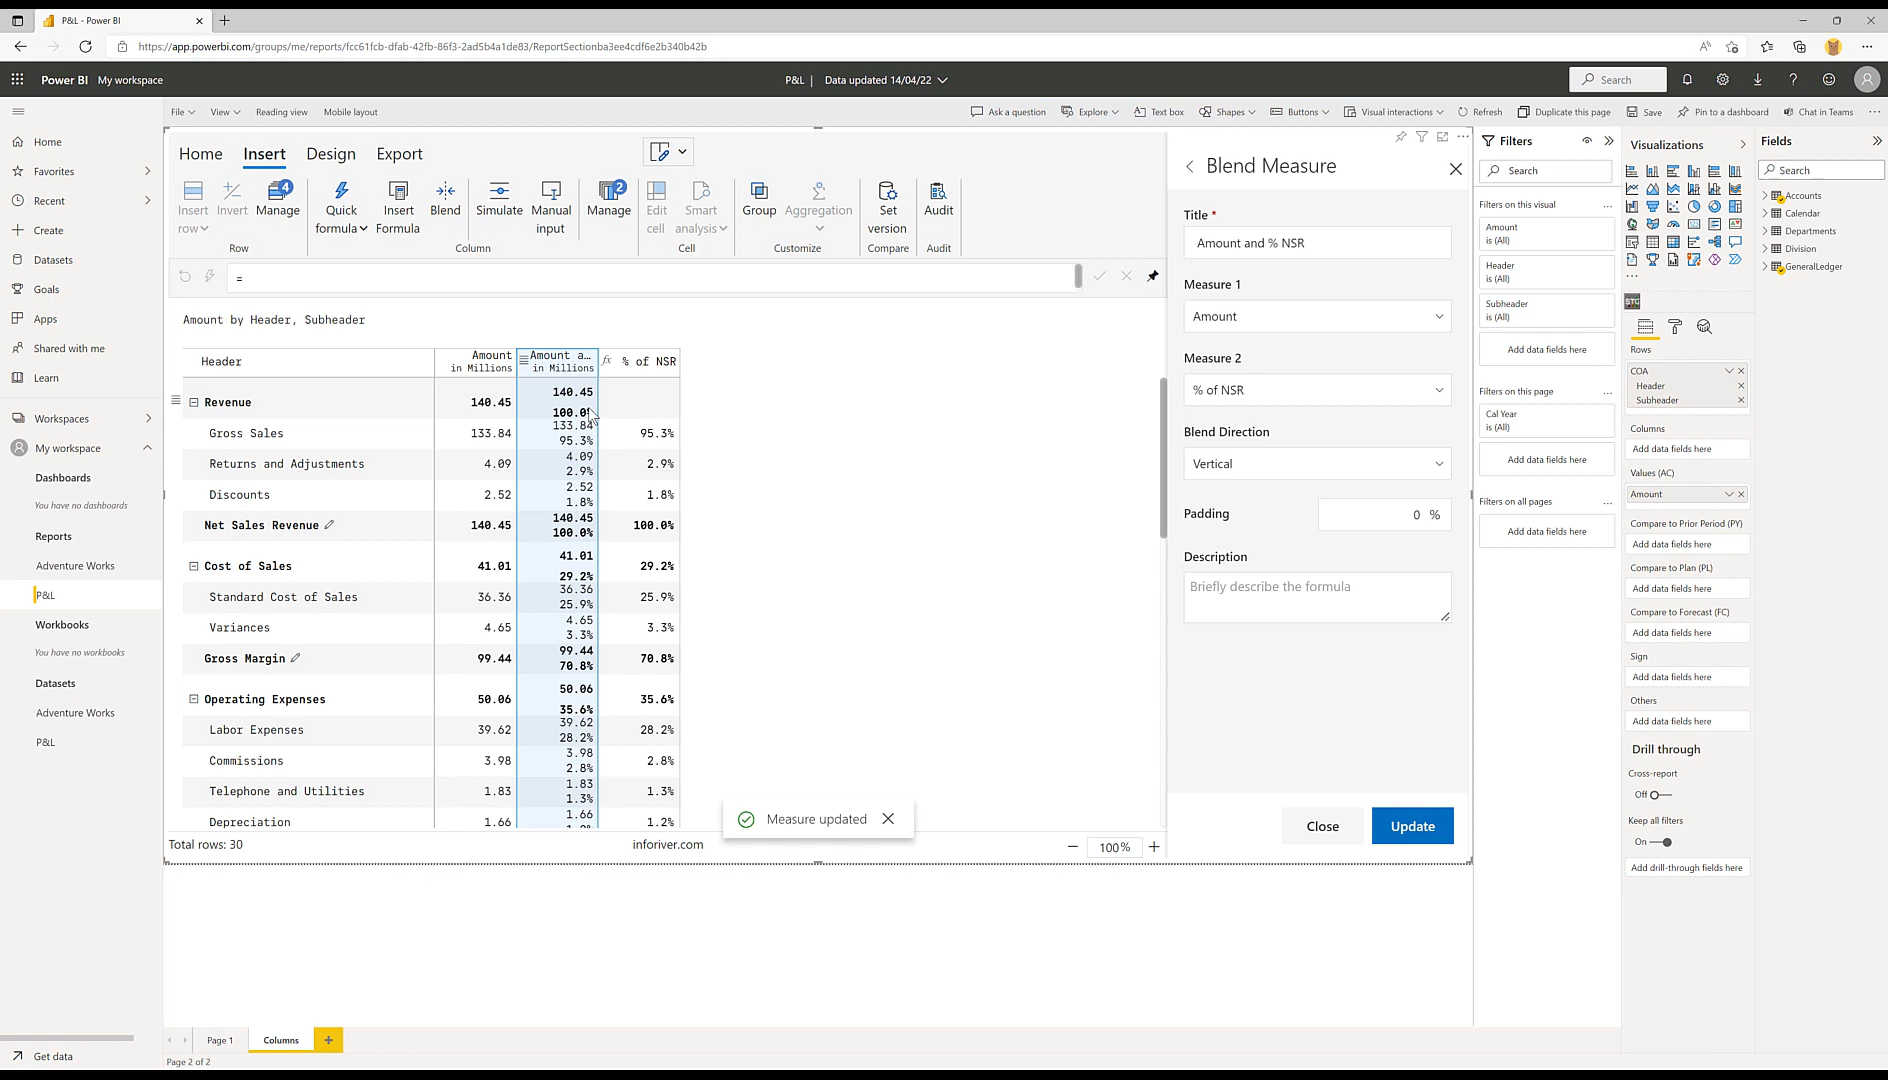 P&L - Power BI
https://app.powerbi.com/groups/me/reports/fcc61fcb-dfab-42fb-86f3-2ad5b4a1de83/ReportSectionba3ee4cdf6e2b340b42b
Power BI My workspace
P&L | Data updated 14/04/22
Search
File View Reading view Mobile layout
Ask a question Explore Text box Shapes Buttons Visual interactions Refresh Duplicate this page Save Pin to a dashboard Chat in Teams
Home
Favorites
Recent
Create
Datasets
Goals
Apps
Shared with me
Learn
Workspaces
My workspace
Dashboards
You have no dashboards
Reports
Adventure Works
P&L
Workbooks
You have no workbooks
Datasets
Adventure Works
P&L
Get data
Home Insert Design Export
Insert row Invert Manage 4
Row
Quick formula Insert Formula Blend Simulate Manual input Manage 2
Column
Edit cell Smart analysis
Cell
Group Aggregation
Customize
Set version
Compare
Audit
Audit
=
Amount by Header, Subheader
Header Amount in Millions Amount a... in Millions fx % of NSR
Revenue 140.45 140.45
Gross Sales 133.84 133.84 95.3% 95.3%
Returns and Adjustments 4.09 4.09 2.9% 2.9%
Discounts 2.52 2.52 1.8% 1.8%
Net Sales Revenue 140.45 140.45 100.0% 100.0%
Cost of Sales 41.01 41.01 29.2% 29.2%
Standard Cost of Sales 36.36 36.36 25.9% 25.9%
Variances 4.65 4.65 3.3% 3.3%
Gross Margin 99.44 99.44 70.8% 70.8%
Operating Expenses 50.06 50.06 35.6% 35.6%
Labor Expenses 39.62 39.62 28.2% 28.2%
Commissions 3.98 3.98 2.8% 2.8%
Telephone and Utilities 1.83 1.83 1.3% 1.3%
Depreciation 1.66 1.66 1.2%
Measure updated
Total rows: 30
inforiver.com
100%
Blend Measure
Title *
Amount and % NSR
Measure 1
Amount
Measure 2
% of NSR
Blend Direction
Vertical
Padding 0 %
Description
Briefly describe the formula
Close Update
Filters
Search
Filters on this visual ...
Amount
is (All)
Header
is (All)
Subheader
is (All)
Add data fields here
Filters on this page ...
Cal Year
is (All)
Add data fields here
Filters on all pages ...
Add data fields here
Visualizations
Rows
COA
Header
Subheader
Columns
Add data fields here
Values (AC)
Amount
Compare to Prior Period (PY)
Add data fields here
Compare to Plan (PL)
Add data fields here
Compare to Forecast (FC)
Add data fields here
Sign
Add data fields here
Others
Add data fields here
Drill through
Cross-report
Off
Keep all filters
On
Add drill-through fields here
Fields
Search
Accounts
Calendar
Departments
Division
GeneralLedger
Page 1 Columns
Page 2 of 2